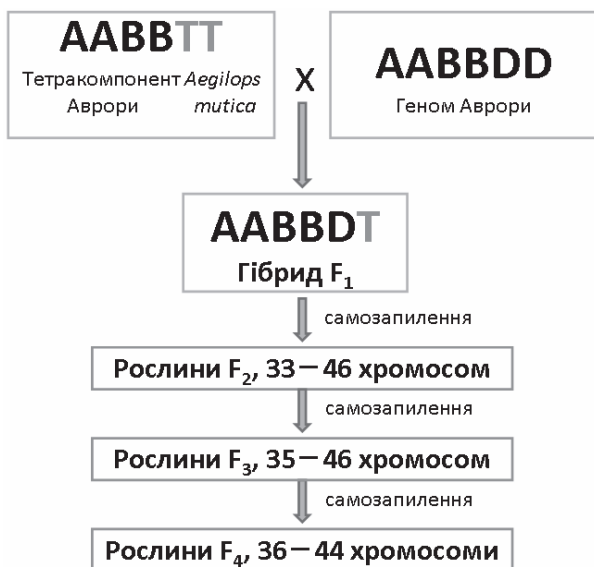 AABBTT
Тетракомпонент Aegilops
Аврори mutica
X
AABBDD
Геном Аврори
AABBDT
Гібрид F₁
самозапилення
Рослини F₂, 33—46 хромосом
самозапилення
Рослини F₃, 35—46 хромосом
самозапилення
Рослини F₄, 36—44 хромосоми